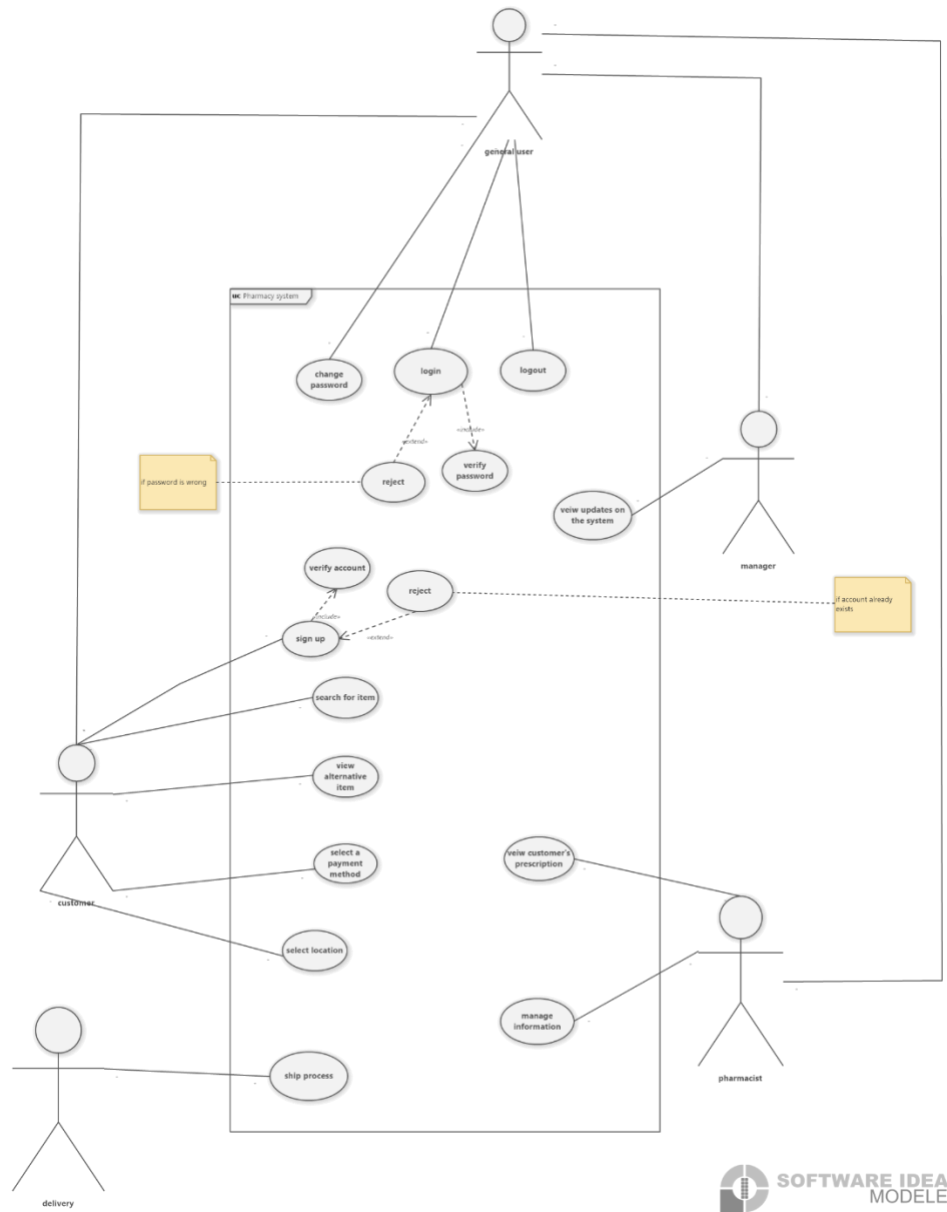 general user
uc Pharmacy system
change
password
login
logout
«extend»
«include»
if password is wrong
reject
verify
password
veiw updates on
the system
manager
verify account
reject
if account already
exists
«include»
sign up
«extend»
search for item
view
alternative
item
select a
payment
method
veiw customer's
prescription
customer
select location
manage
information
ship process
pharmacist
delivery
SOFTWARE IDEA
MODELE